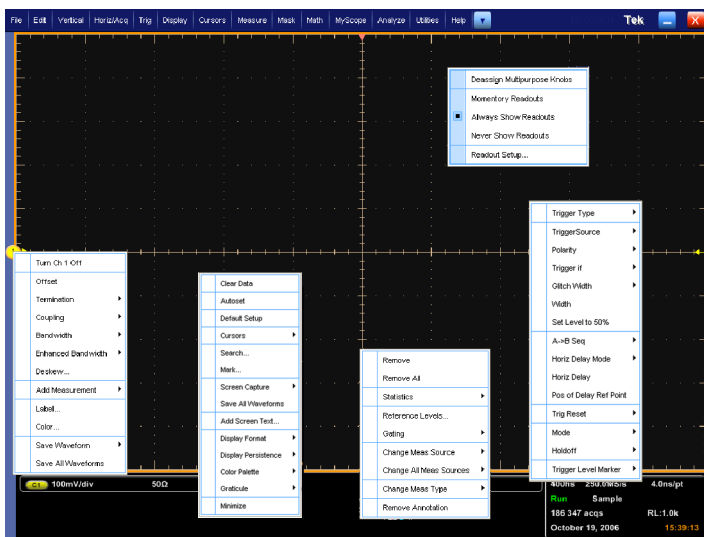 File Edit Vertical Horiz/Acq Trig Display Cursors Measure Mask Math MyScope Analyze Utilities Help Tek X
Deassign Multipurpose Knobs
Momentory Readouts
Always Show Readouts
Never Show Readouts
Readout Setup...
Trigger Type
TriggerSource
Polarity
Trigger if
Glitch Width
Width
Set Level to 50%
A->B Seq
Horiz Delay Mode
Horiz Delay
Pos of Delay Ref Point
Trig Reset
Mode
Holdoff
Trigger Level Marker
1
Turn Ch 1 Off
Offset
Termination
Coupling
Bandwidth
Enhanced Bandwidth
Deskew...
Add Measurement
Label...
Color...
Save Waveform
Save All Waveforms
Clear Data
Autoset
Default Setup
Cursors
Search...
Mark...
Screen Capture
Save All Waveforms
Add Screen Text...
Display Format
Display Persistence
Color Palette
Graticule
Minimize
Remove
Remove All
Statistics
Reference Levels...
Gating
Change Meas Source
Change All Meas Sources
Change Meas Type
Remove Annotation
C1 100mV/div 50Ω
400ns 250.0MS/s 4.0ns/pt
Run Sample
186 347 acqs RL:1.0k
October 19, 2006 15:39:13